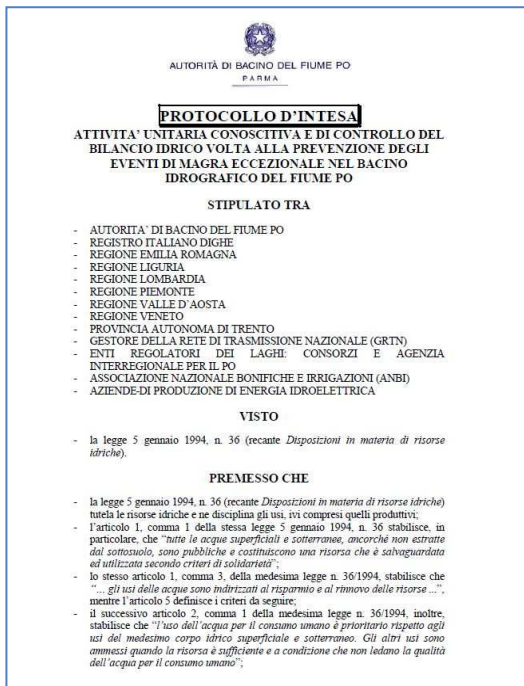 AUTORITÀ DI BACINO DEL FIUME PO
PARMA
PROTOCOLLO D'INTESA
ATTIVITA' UNITARIA CONOSCITIVA E DI CONTROLLO DEL
BILANCIO IDRICO VOLTA ALLA PREVENZIONE DEGLI
EVENTI DI MAGRA ECCEZIONALE NEL BACINO
IDROGRAFICO DEL FIUME PO
STIPULATO TRA
- AUTORITA' DI BACINO DEL FIUME PO
- REGISTRO ITALIANO DIGHE
- REGIONE EMILIA ROMAGNA
- REGIONE LIGURIA
- REGIONE LOMBARDIA
- REGIONE PIEMONTE
- REGIONE VALLE D'AOSTA
- REGIONE VENETO
- PROVINCIA AUTONOMA DI TRENTO
- GESTORE DELLA RETE DI TRASMISSIONE NAZIONALE (GRTN)
- ENTI REGOLATORI DEI LAGHI: CONSORZI E AGENZIA
INTERREGIONALE PER IL PO
- ASSOCIAZIONE NAZIONALE BONIFICHE E IRRIGAZIONI (ANBI)
- AZIENDE-DI PRODUZIONE DI ENERGIA IDROELETTRICA
VISTO
- la legge 5 gennaio 1994, n. 36 (recante Disposizioni in materia di risorse
idriche).
PREMESSO CHE
- la legge 5 gennaio 1994, n. 36 (recante Disposizioni in materia di risorse idriche)
tutela le risorse idriche e ne disciplina gli usi, ivi compresi quelli produttivi;
- l'articolo 1, comma 1 della stessa legge 5 gennaio 1994, n. 36 stabilisce, in
particolare, che "tutte le acque superficiali e sotterranee, ancorché non estratte
dal sottosuolo, sono pubbliche e costituiscono una risorsa che è salvaguardata
ed utilizzata secondo criteri di solidarietà";
- lo stesso articolo 1, comma 3, della medesima legge n. 36/1994, stabilisce che
"... gli usi delle acque sono indirizzati al risparmio e al rinnovo delle risorse ...",
mentre l'articolo 5 definisce i criteri da seguire;
- il successivo articolo 2, comma 1 della medesima legge n. 36/1994, inoltre,
stabilisce che "l'uso dell'acqua per il consumo umano è prioritario rispetto agli
usi del medesimo corpo idrico superficiale e sotterraneo. Gli altri usi sono
ammessi quando la risorsa è sufficiente e a condizione che non ledano la qualità
dell'acqua per il consumo umano";